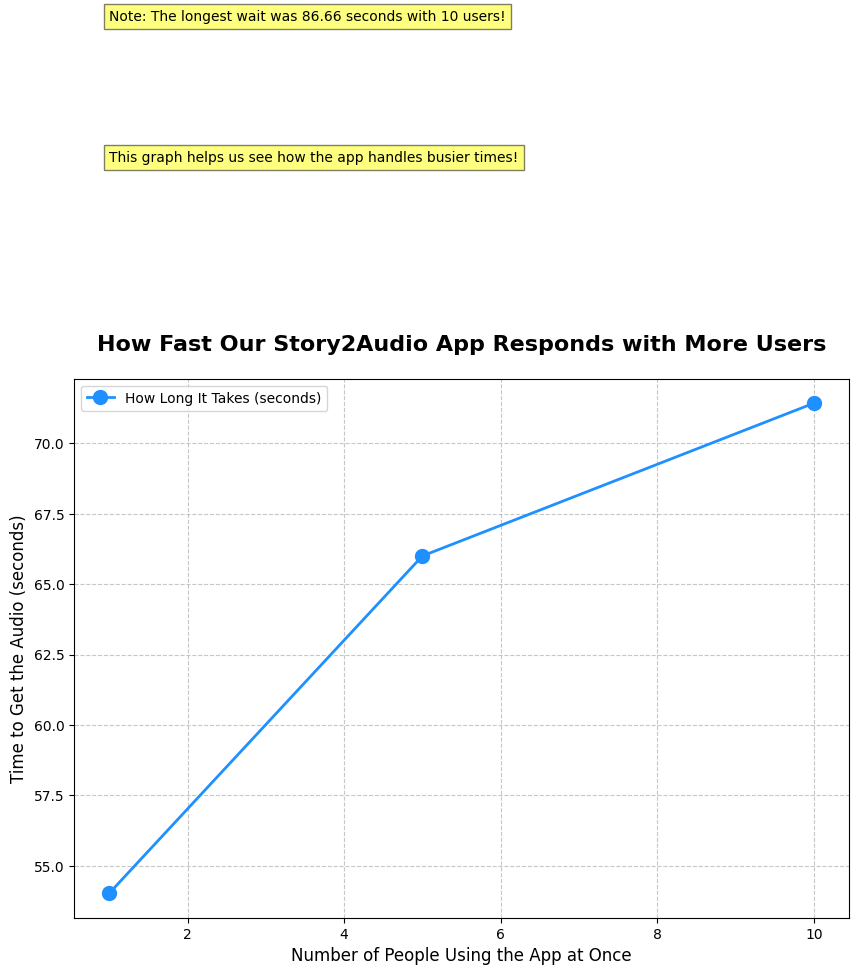 Note: The longest wait was 86.66 seconds with 10 users!
This graph helps us see how the app handles busier times!
How Fast Our Story2Audio App Responds with More Users
How Long It Takes (seconds)
Time to Get the Audio (seconds)
70.0
67.5
65.0
62.5
60.0
57.5
55.0
2 4 6 8 10
Number of People Using the App at Once